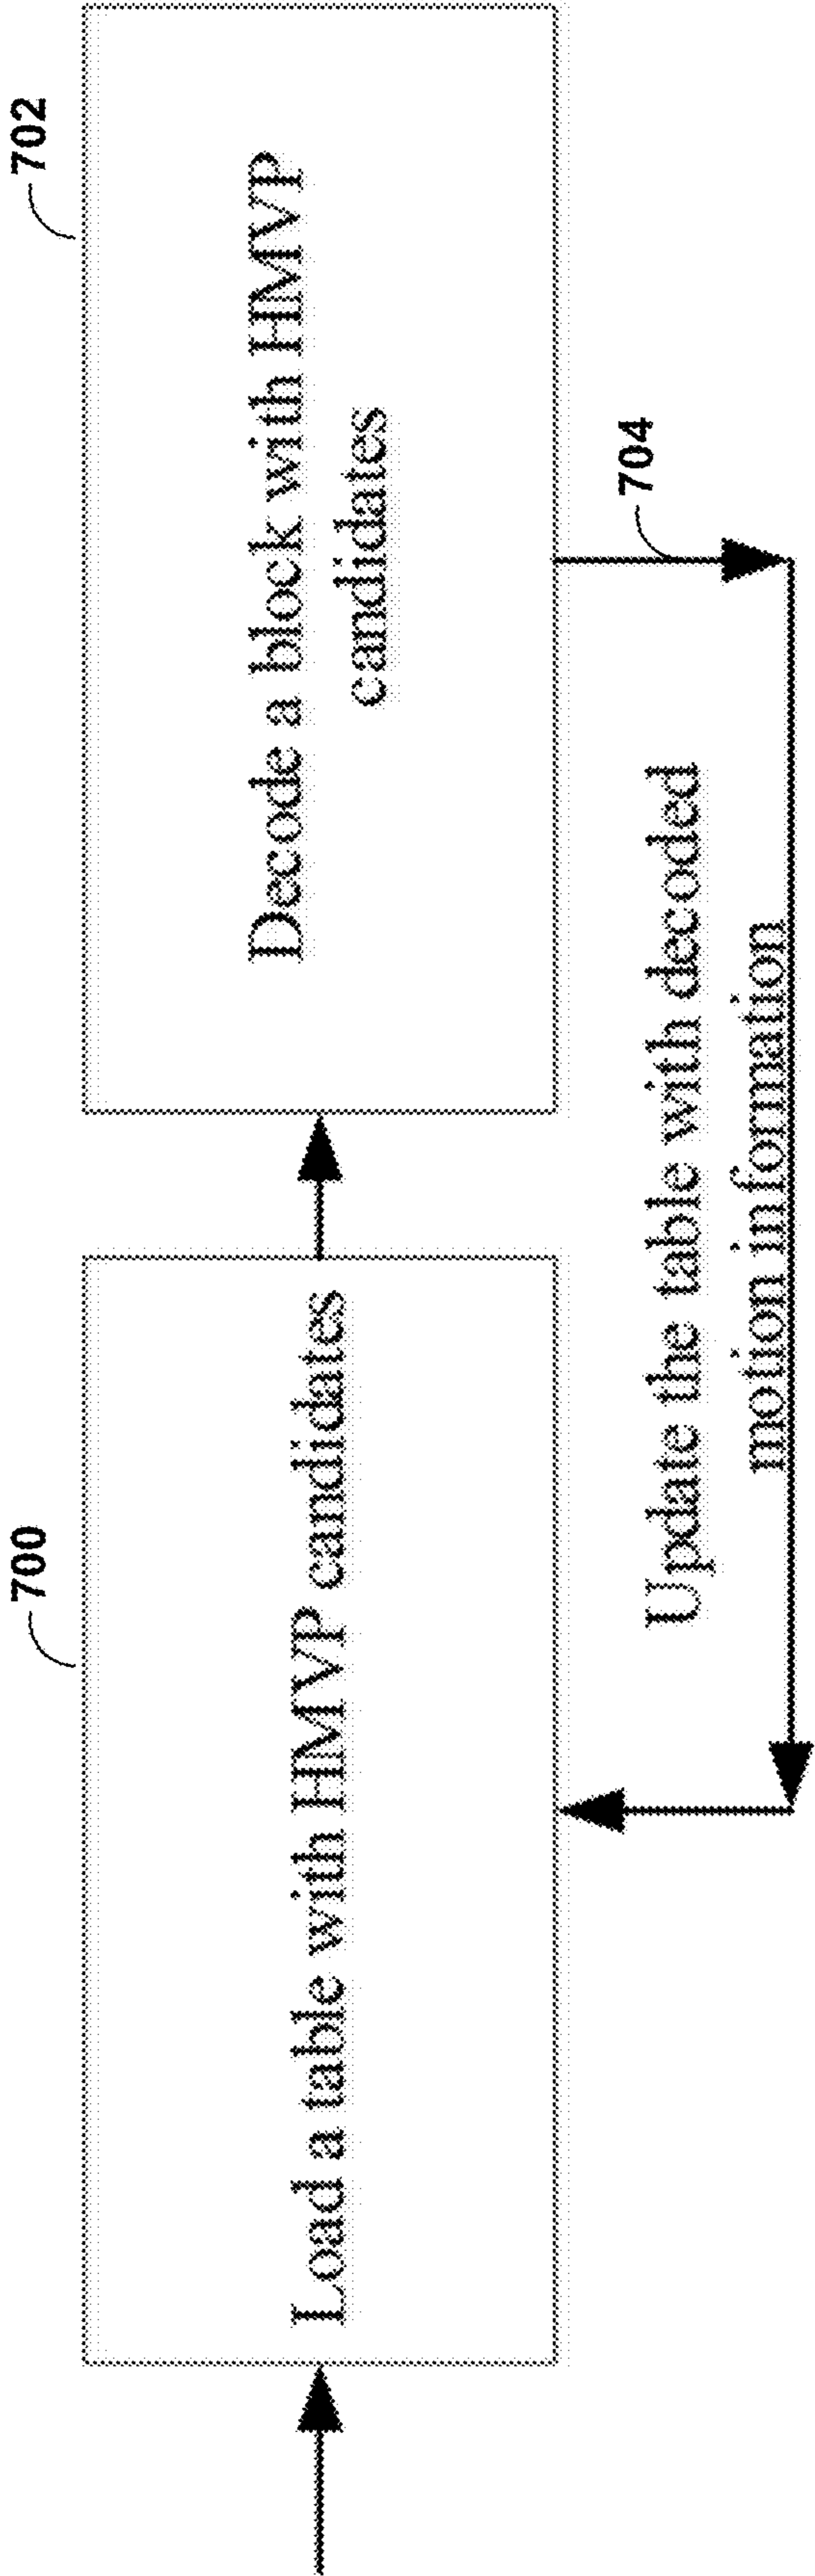 700
Load a table with HMVP candidates
702
Decode a block with HMVP
candidates
704
Update the table with decoded
motion information